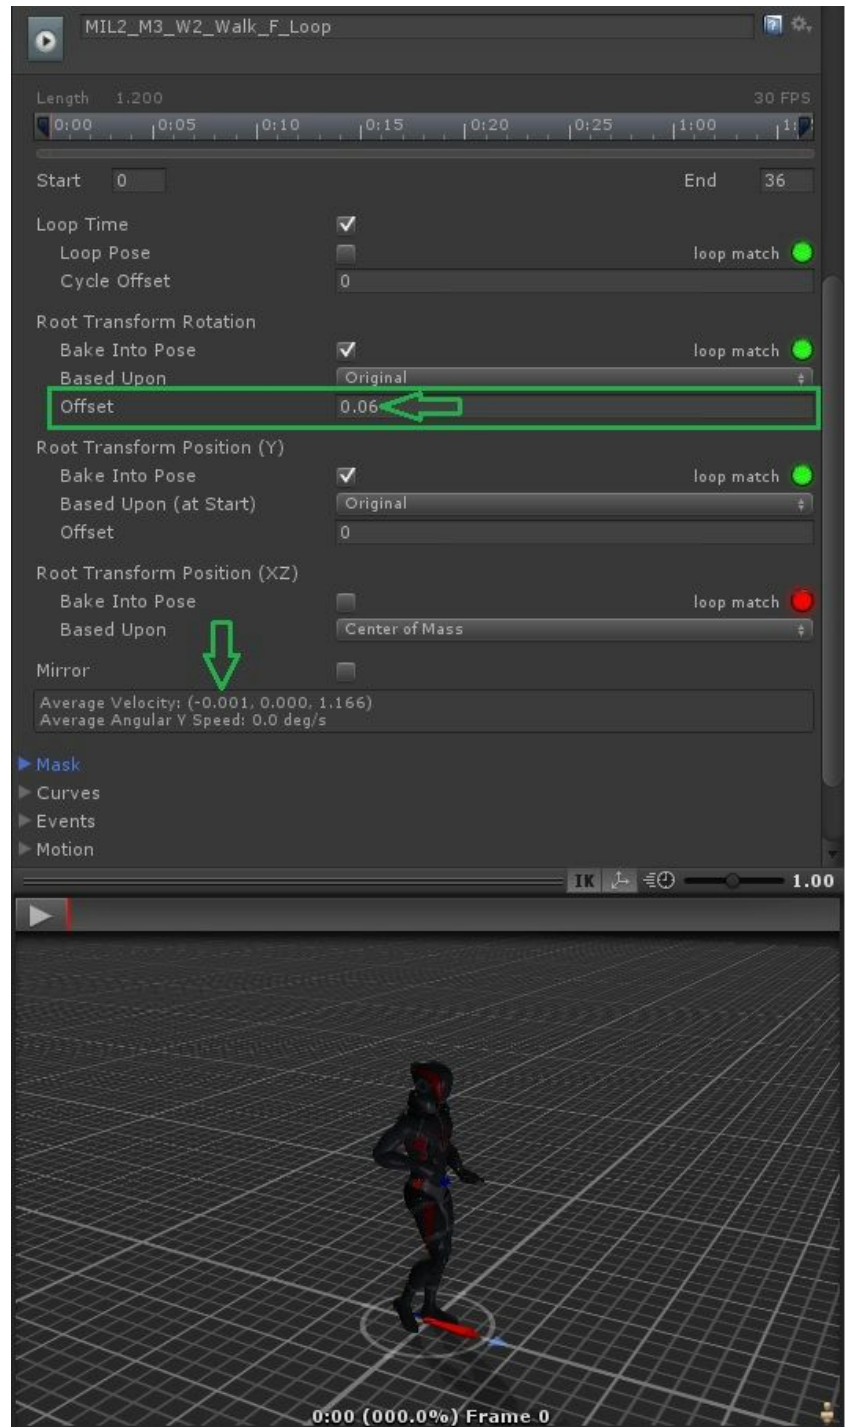 MIL2_M3_W2_Walk_F_Loop
Length 1.200 30 FPS
0:00 0:05 0:10 0:15 0:20 0:25 1:00
Start 0 End 36
Loop Time
Loop Pose loop match
Cycle Offset 0
Root Transform Rotation
Bake Into Pose loop match
Based Upon Original
Offset 0.06
Root Transform Position (Y)
Bake Into Pose loop match
Based Upon (at Start) Original
Offset 0
Root Transform Position (XZ)
Bake Into Pose loop match
Based Upon Center of Mass
Mirror
Average Velocity: (-0.001, 0.000, 1.166)
Average Angular Y Speed: 0.0 deg/s
Mask
Curves
Events
Motion
IK 1.00
0:00 (000.0%) Frame 0